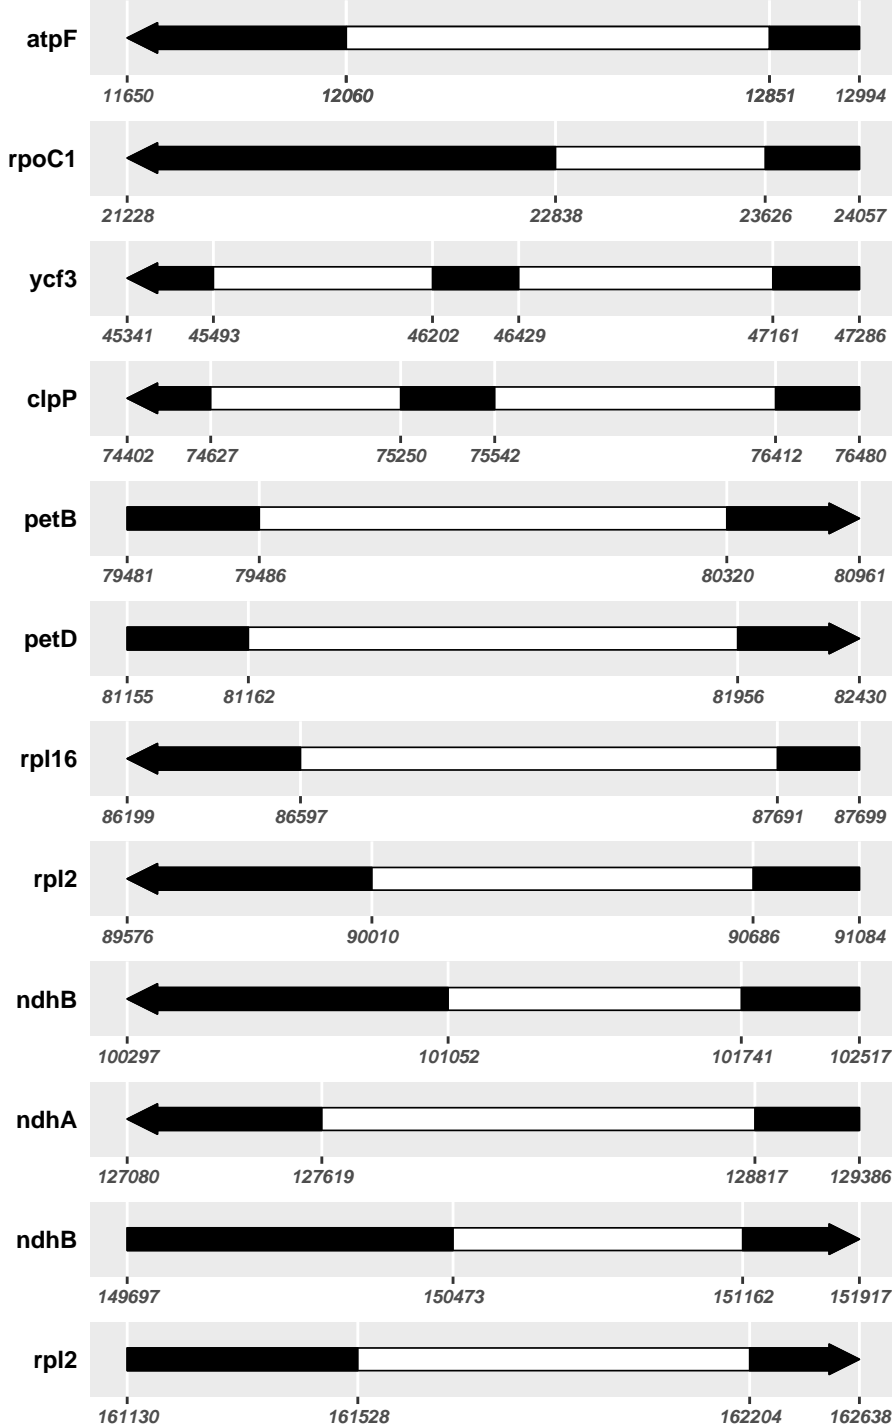 atpF
11650 12060 12851 12994
rpoC1
21228 22838 23626 24057
ycf3
45341 45493 46202 46429 47161 47286
clpP
74402 74627 75250 75542 76412 76480
petB
79481 79486 80320 80961
petD
81155 81162 81956 82430
rpl16
86199 86597 87691 87699
rpl2
89576 90010 90686 91084
ndhB
100297 101052 101741 102517
ndhA
127080 127619 128817 129386
ndhB
149697 150473 151162 151917
rpl2
161130 161528 162204 162638